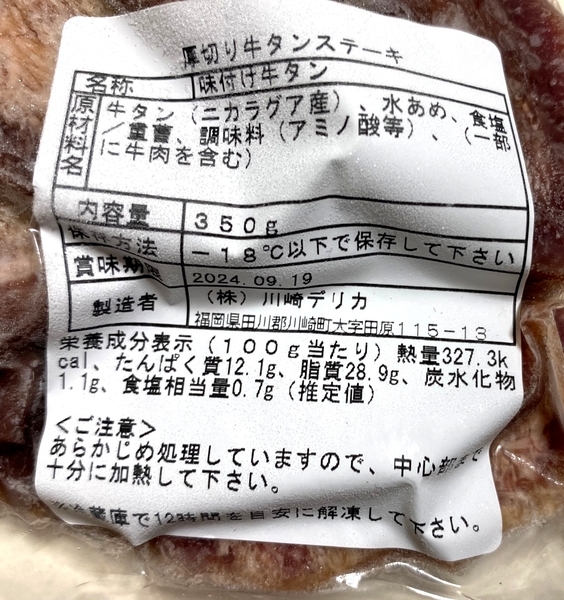 厚切り牛タンステーキ
名称 味付け牛タン
原材料名 牛タン(ニカラグア産)、水あめ、食塩
/重曹、調味料(アミノ酸等)、(一部
に牛肉を含む)
内容量 350g
保存方法 -18℃以下で保存して下さい
賞味期限 2024.09.19
製造者 (株)川崎デリカ
福岡県田川郡川崎町大字田原115-13
栄養成分表示(100g当たり)熱量327.3k
cal、たんぱく質12.1g、脂質28.9g、炭水化物
1.1g、食塩相当量0.7g(推定値)
<ご注意>
あらかじめ処理していますので、中心部まで
十分に加熱して下さい。
※冷蔵庫で12時間を目安に解凍して下さい。